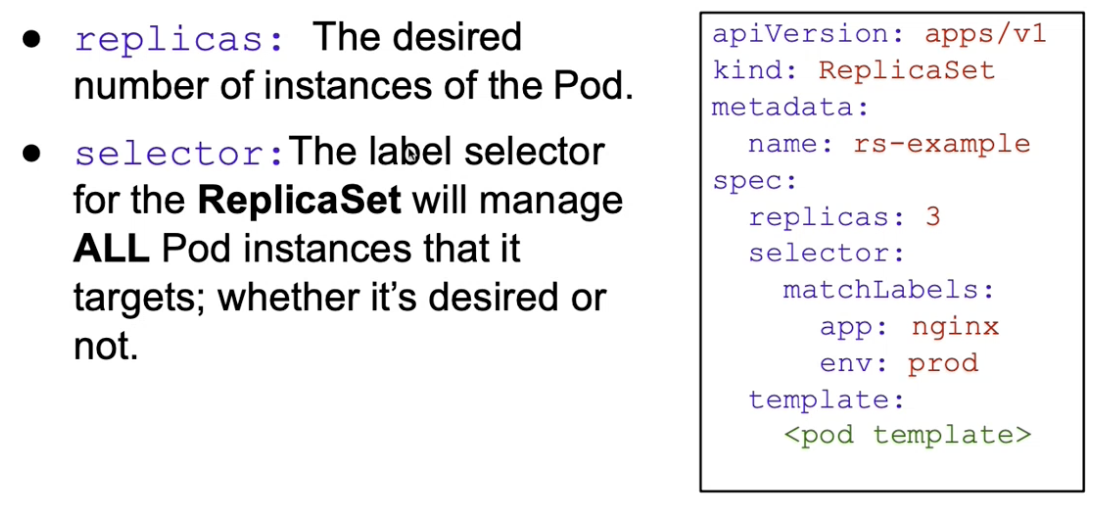 ● replicas: The desired
number of instances of the Pod.
● selector:The label selector
for the ReplicaSet will manage
ALL Pod instances that it
targets; whether it’s desired or
not.
apiVersion: apps/v1
kind: ReplicaSet
metadata:
  name: rs-example
spec:
  replicas: 3
  selector:
    matchLabels:
      app: nginx
      env: prod
  template:
    <pod template>